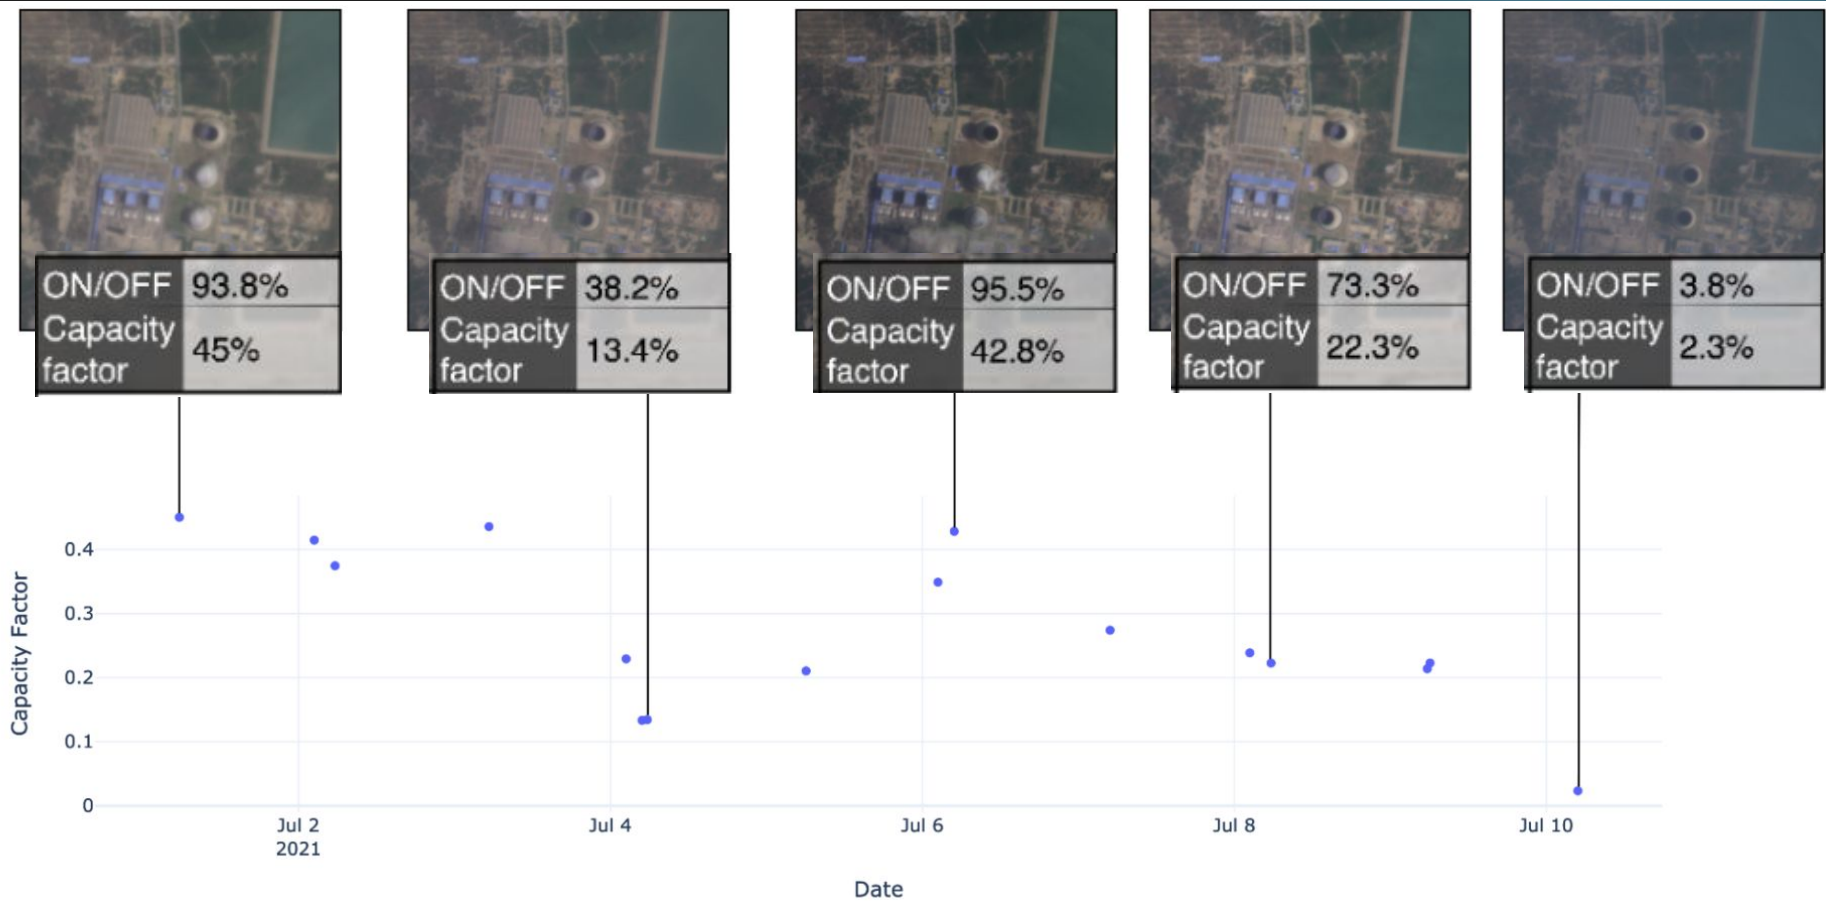 ON/OFF 93.8%
Capacity
factor
45%
ON/OFF 38.2%
Capacity
factor
13.4%
ON/OFF 95.5%
Capacity
factor
42.8%
ON/OFF 73.3%
Capacity
factor
22.3%
ON/OFF 3.8%
Capacity
factor
2.3%
Capacity Factor
0.4
0.3
0.2
0.1
0
Jul 2
2021
Jul 4
Jul 6
Jul 8
Jul 10
Date